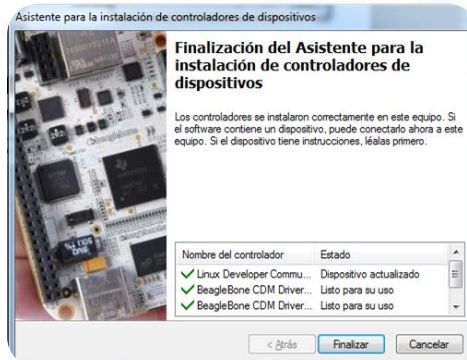 Asistente para la instalación de controladores de dispositivos
Finalización del Asistente para la
instalación de controladores de
dispositivos
Los controladores se instalaron correctamente en este equipo. Si
el software contiene un dispositivo, puede conectarlo ahora a este
equipo. Si el dispositivo tiene instrucciones, léalas primero.
Nombre del controlador Estado
Linux Developer Commu... Dispositivo actualizado
BeagleBone CDM Driver... Listo para su uso
BeagleBone CDM Driver... Listo para su uso
< Atrás Finalizar Cancelar